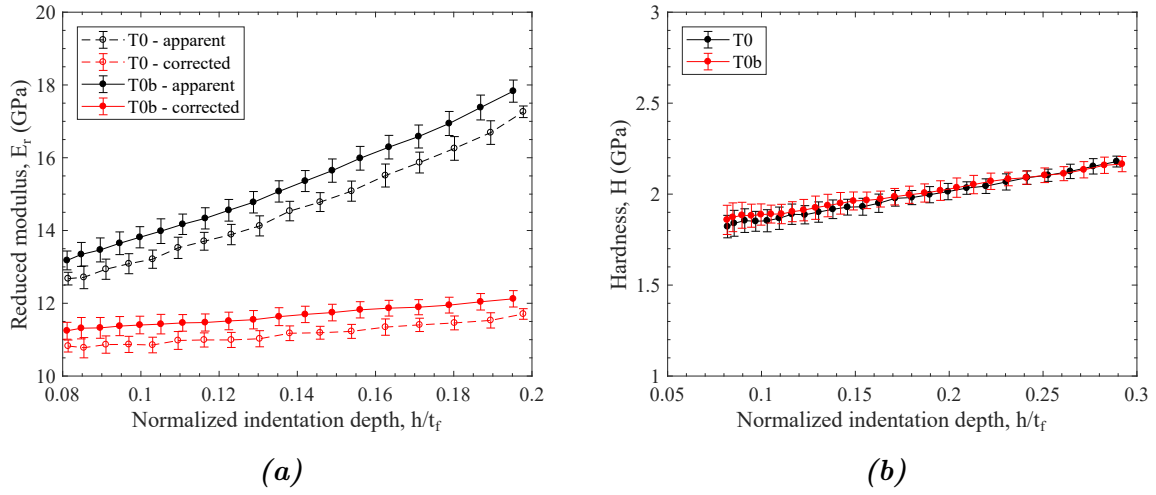 18
20
16
14
12
10
0.08
0.1
0.12
0.14
0.16
0.18
0.2
Reduced modulus, E_r (GPa)
Normalized indentation depth, h/t_f
T0 - apparent
T0 - corrected
T0b - apparent
T0b - corrected
(a)
3
2.5
2
1.5
1
0.05
0.1
0.15
0.2
0.25
0.3
Hardness, H (GPa)
Normalized indentation depth, h/t_f
T0
T0b
(b)